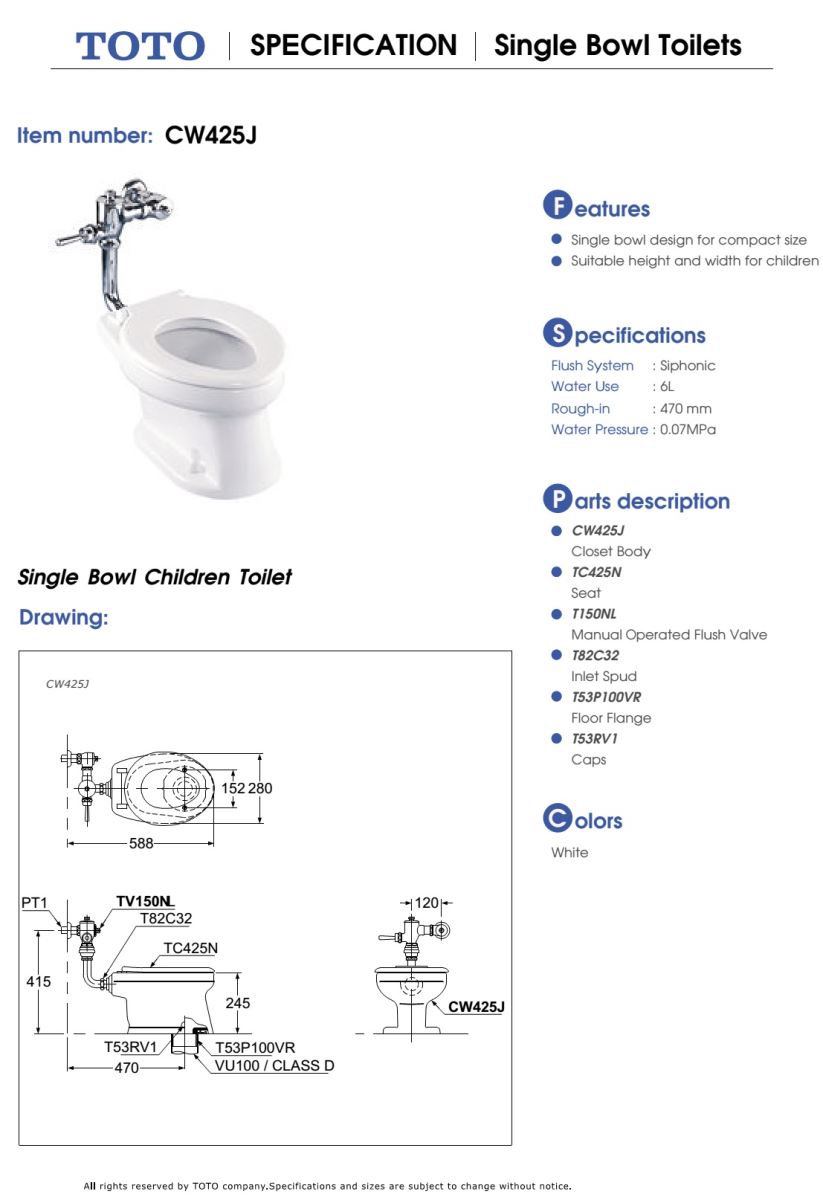 TOTO SPECIFICATION Single Bowl Toilets
Item number: CW425J
Features
Single bowl design for compact size
Suitable height and width for children
Specifications
Flush System : Siphonic
Water Use : 6L
Rough-in : 470 mm
Water Pressure : 0.07MPa
Parts description
CW425J
Closet Body
TC425N
Seat
T150NL
Manual Operated Flush Valve
T82C32
Inlet Spud
T53P100VR
Floor Flange
T53RV1
Caps
Colors
White
Single Bowl Children Toilet
Drawing:
CW425J
152 280
588
PT1
TV150NL
T82C32
TC425N
415
245
T53RV1
T53P100VR
470
VU100 / CLASS D
120
CW425J
All rights reserved by TOTO company.Specifications and sizes are subject to change without notice.